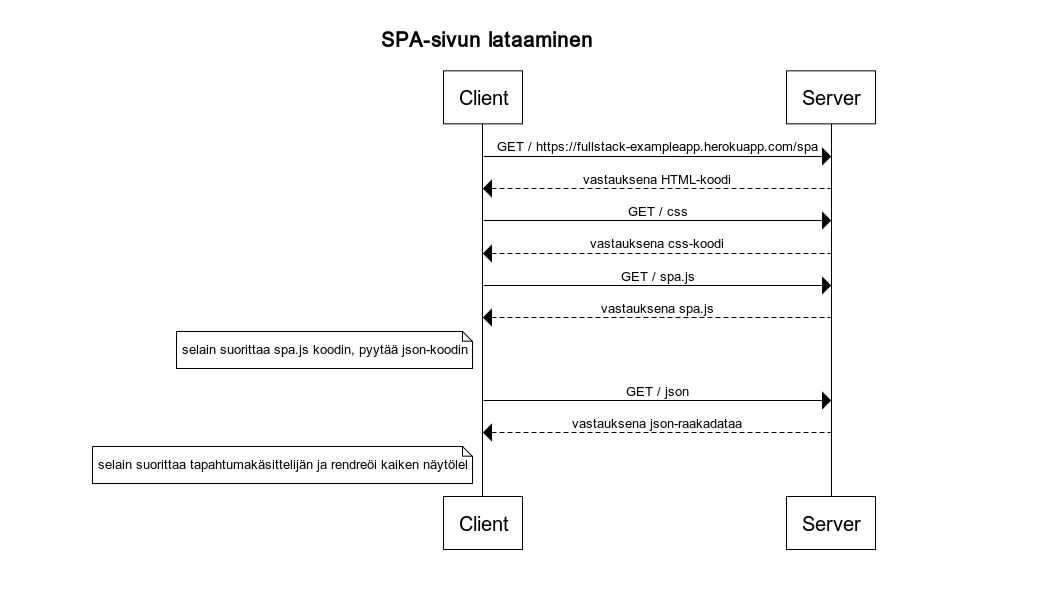 SPA-sivun lataaminen
Client
Server
GET / https://fullstack-exampleapp.herokuapp.com/spa
vastauksena HTML-koodi
GET / css
vastauksena css-koodi
GET / spa.js
vastauksena spa.js
selain suorittaa spa.js koodin, pyytää json-koodin
GET / json
vastauksena json-raakadataa
selain suorittaa tapahtumakäsittelijän ja rendreöi kaiken näytölel
Client
Server